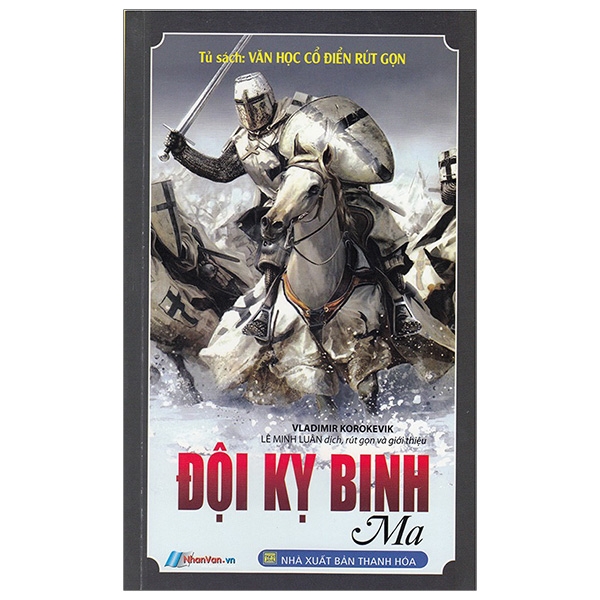 Tủ sách: VĂN HỌC CỔ ĐIỂN RÚT GỌN
VLADIMIR KOROKEVIK
LÊ MINH LUÂN dịch, rút gọn và giới thiệu
ĐỘI KỴ BINH
Ma
NhanVan.vn
NHÀ XUẤT BẢN THANH HÓA